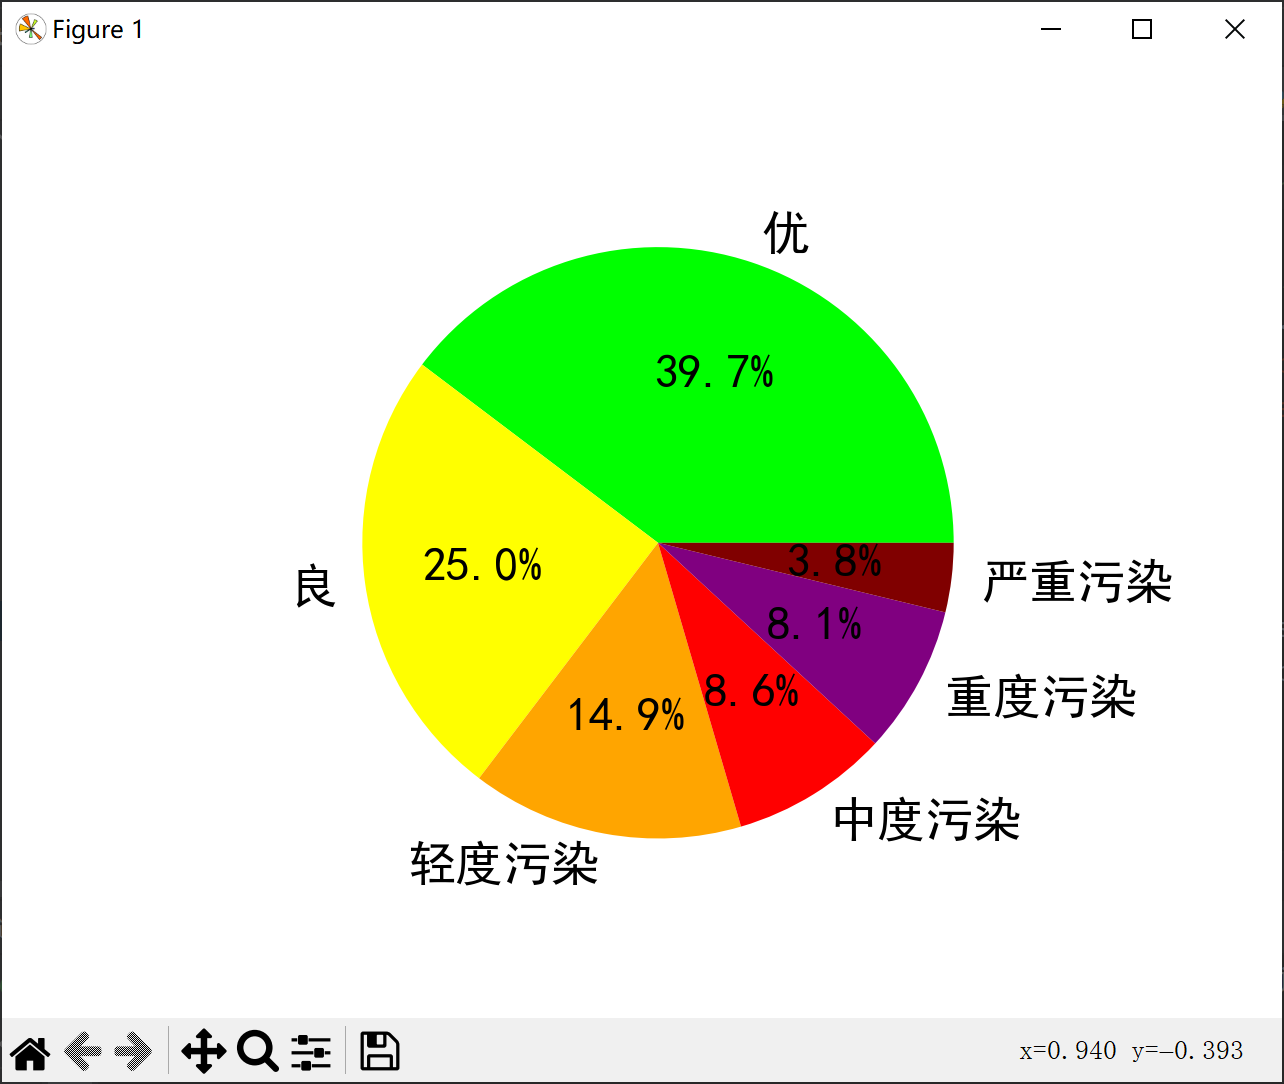 Figure 1
优
39.7%
25.0%
良
3.8%
严重污染
8.1%
重度污染
8.6%
14.9%
中度污染
轻度污染
x=0.940 y=−0.393